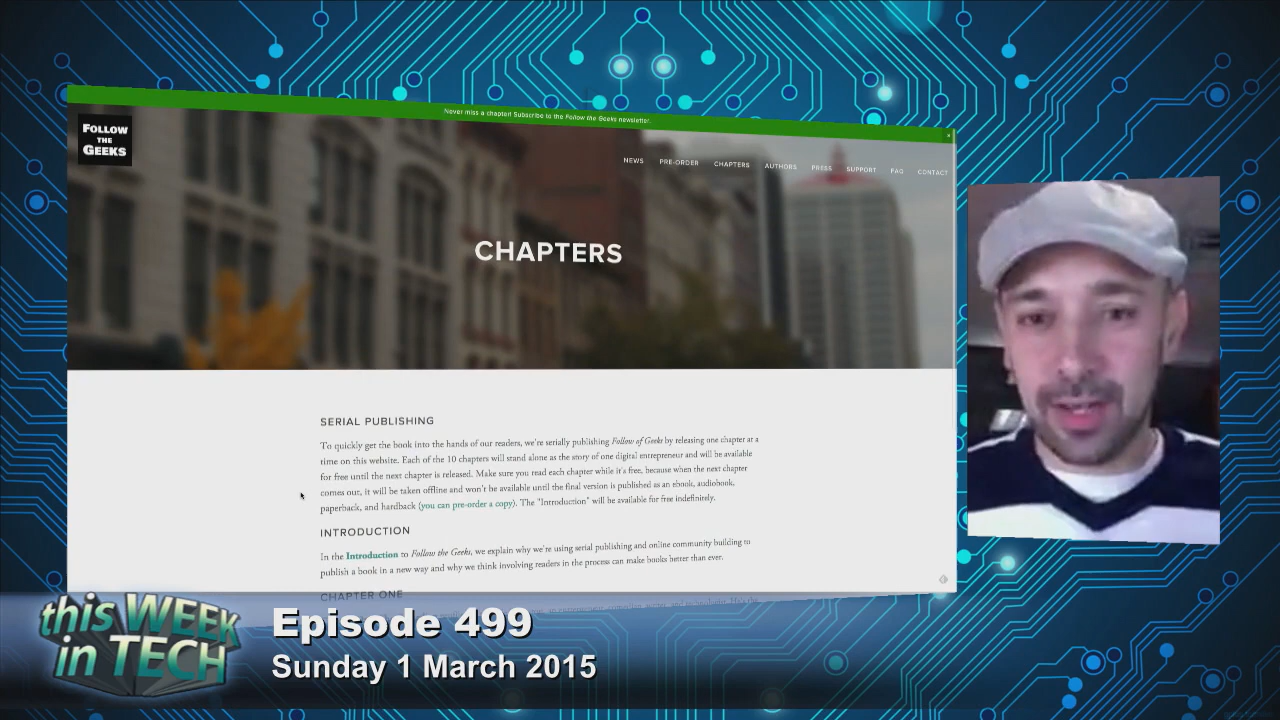 Never miss a chapter! Subscribe to the Follow the Geeks newsletter.
×
FOLLOW
THE
GEEKS
NEWS PRE-ORDER CHAPTERS AUTHORS PRESS SUPPORT FAQ CONTACT
CHAPTERS
SERIAL PUBLISHING
To quickly get the book into the hands of our readers, we're serially publishing Follow of Geeks by releasing one chapter at a
time on this website. Each of the 10 chapters will stand alone as the story of one digital entrepreneur and will be available
for free until the next chapter is released. Make sure you read each chapter while it's free, because when the next chapter
comes out, it will be taken offline and won't be available until the final version is published as an ebook, audiobook,
paperback, and hardback (you can pre-order a copy). The "Introduction" will be available for free indefinitely.
INTRODUCTION
In the Introduction to Follow the Geeks, we explain why we're using serial publishing and online community building to
publish a book in a new way and why we think involving readers in the process can make books better than ever.
CHAPTER ONE
this WEEK
in TECH
Episode 499
Sunday 1 March 2015